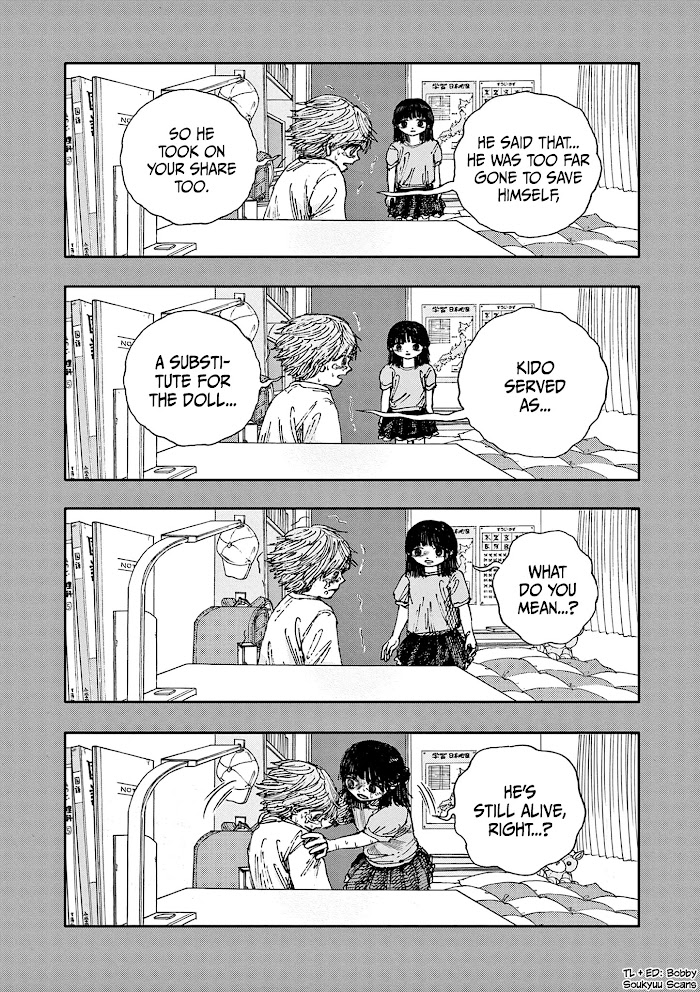 HE SAID THAT...
HE WAS TOO FAR
GONE TO SAVE
HIMSELF,
SO HE
TOOK ON
YOUR SHARE
TOO.
KIDO
SERVED
AS...
A SUBSTI-
TUTE FOR
THE DOLL...
WHAT
DO YOU
MEAN...?
HE'S
STILL ALIVE,
RIGHT...?
TL + ED: Bobby
Soukyuu Scans